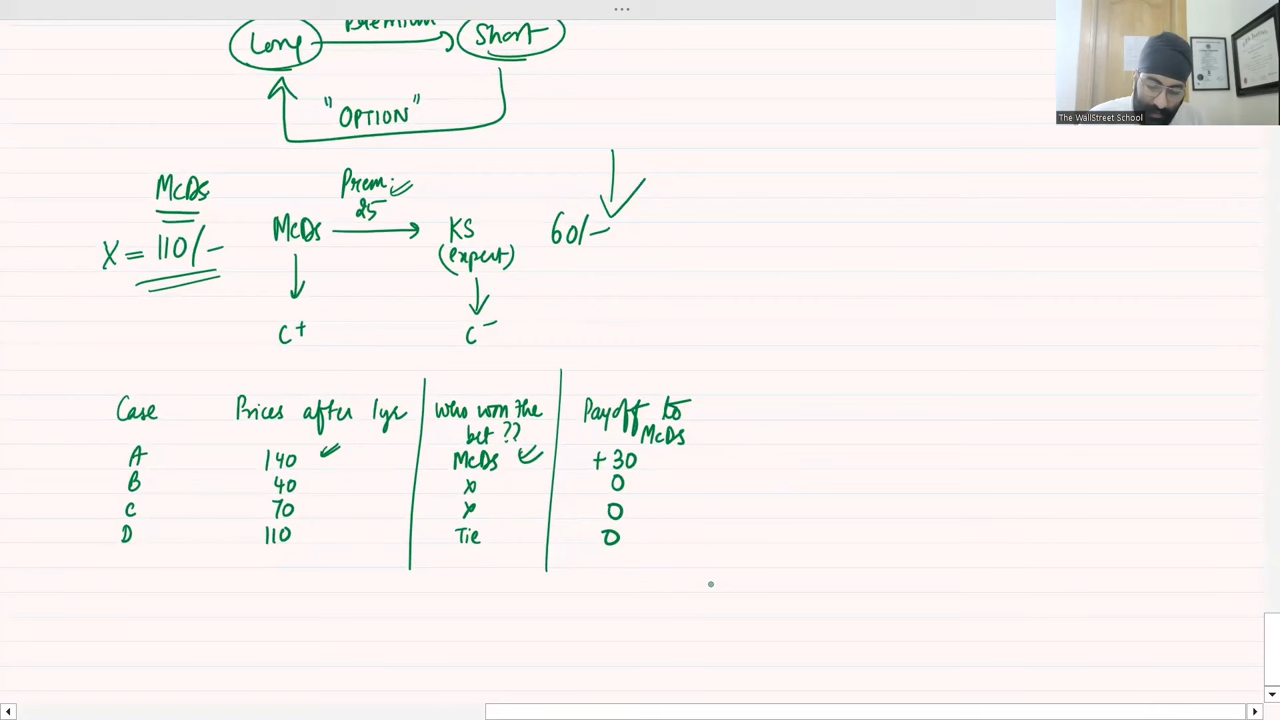 Premium
Long
Short
"OPTION"
McDs
X = 110/-
Prem.
25
McDs
KS
(expert)
60/-
C+
C-
Case Prices after 1yr Who won the bet ?? Payoff to McDs
A 140 McDs +30
B 40 x 0
C 70 x 0
D 110 Tie 0
The WallStreet School